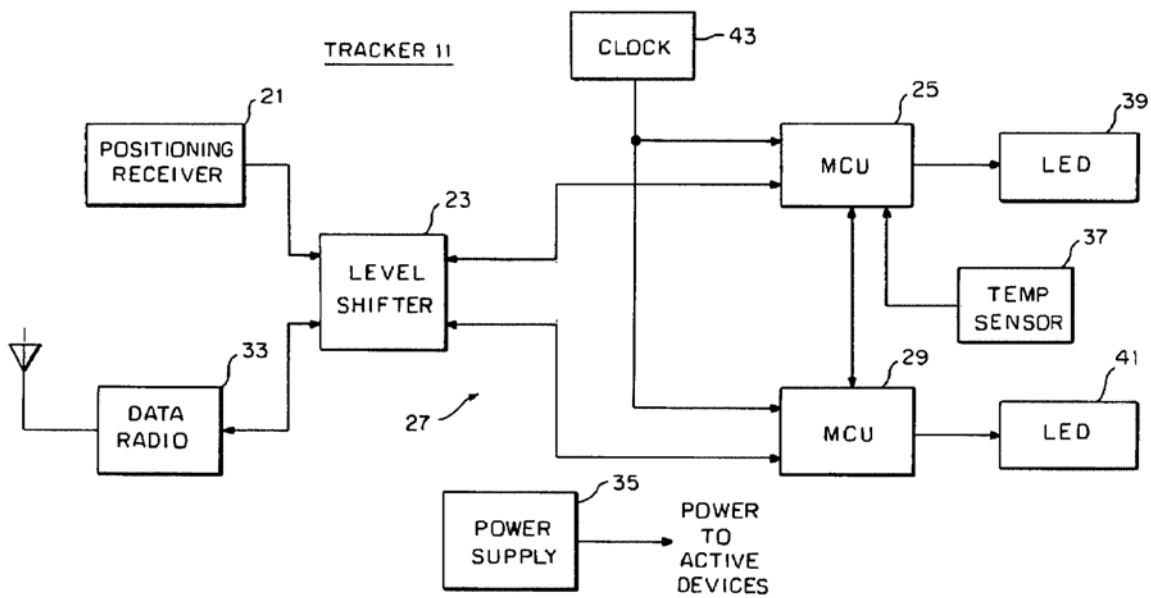 TRACKER 11
CLOCK
43
21
POSITIONING
RECEIVER
25
MCU
39
LED
23
LEVEL
SHIFTER
37
TEMP
SENSOR
33
DATA
RADIO
27
29
MCU
41
LED
35
POWER
SUPPLY
POWER
TO
ACTIVE
DEVICES